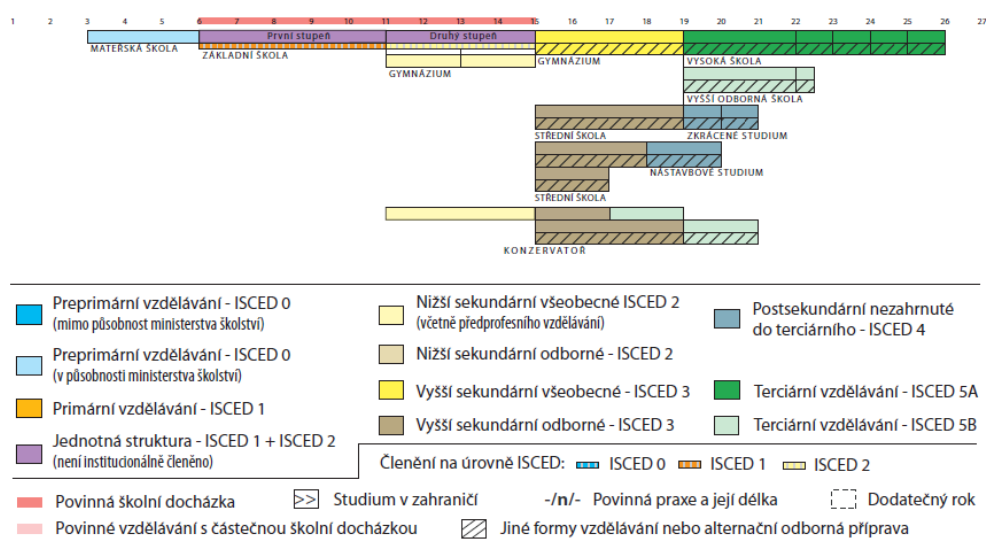 1 2 3 4 5 6 7 8 9 10 11 12 13 14 15 16 17 18 19 20 21 22 23 24 25 26 27
První stupeň Druhý stupeň
MATEŘSKÁ ŠKOLA ZÁKLADNÍ ŠKOLA GYMNÁZIUM VYSOKÁ ŠKOLA
GYMNÁZIUM
VYŠŠÍ ODBORNÁ ŠKOLA
STŘEDNÍ ŠKOLA ZKRÁCENÉ STUDIUM
NÁSTAVBOVÉ STUDIUM
STŘEDNÍ ŠKOLA
KONZERVATOŘ
Preprimární vzdělávání - ISCED 0
(mimo působnost ministerstva školství)
Preprimární vzdělávání - ISCED 0
(v působnosti ministerstva školství)
Primární vzdělávání - ISCED 1
Jednotná struktura - ISCED 1 + ISCED 2
(není institucionálně členěno)
Nižší sekundární všeobecné ISCED 2
(včetně předprofesního vzdělávání)
Nižší sekundární odborné - ISCED 2
Vyšší sekundární všeobecné - ISCED 3
Vyšší sekundární odborné - ISCED 3
Postsekundární nezahrnuté
do terciárního - ISCED 4
Terciární vzdělávání - ISCED 5A
Terciární vzdělávání - ISCED 5B
Členění na úrovně ISCED: ISCED 0 ISCED 1 ISCED 2
Povinná školní docházka >> Studium v zahraničí -/n/- Povinná praxe a její délka Dodatečný rok
Povinné vzdělávání s částečnou školní docházkou Jiné formy vzdělávání nebo alternační odborná příprava